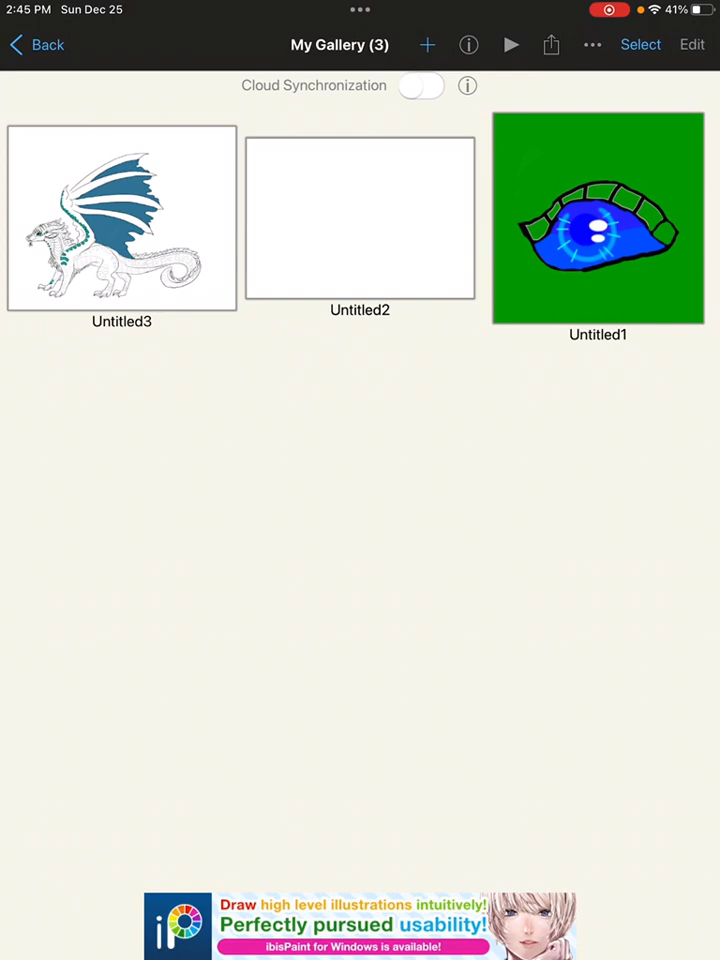 2:45 PM Sun Dec 25
41%
Back
My Gallery (3)
Select
Edit
Cloud Synchronization
Untitled3
Untitled2
Untitled1
iP
Draw high level illustrations intuitively!
Perfectly pursued usability!
ibisPaint for Windows is available!